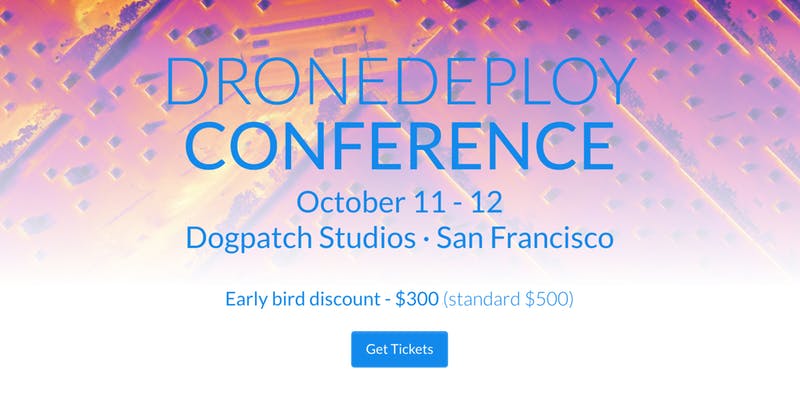 DRONEDEPLOY
CONFERENCE
October 11 - 12
Dogpatch Studios · San Francisco
Early bird discount - $300 (standard $500)
Get Tickets